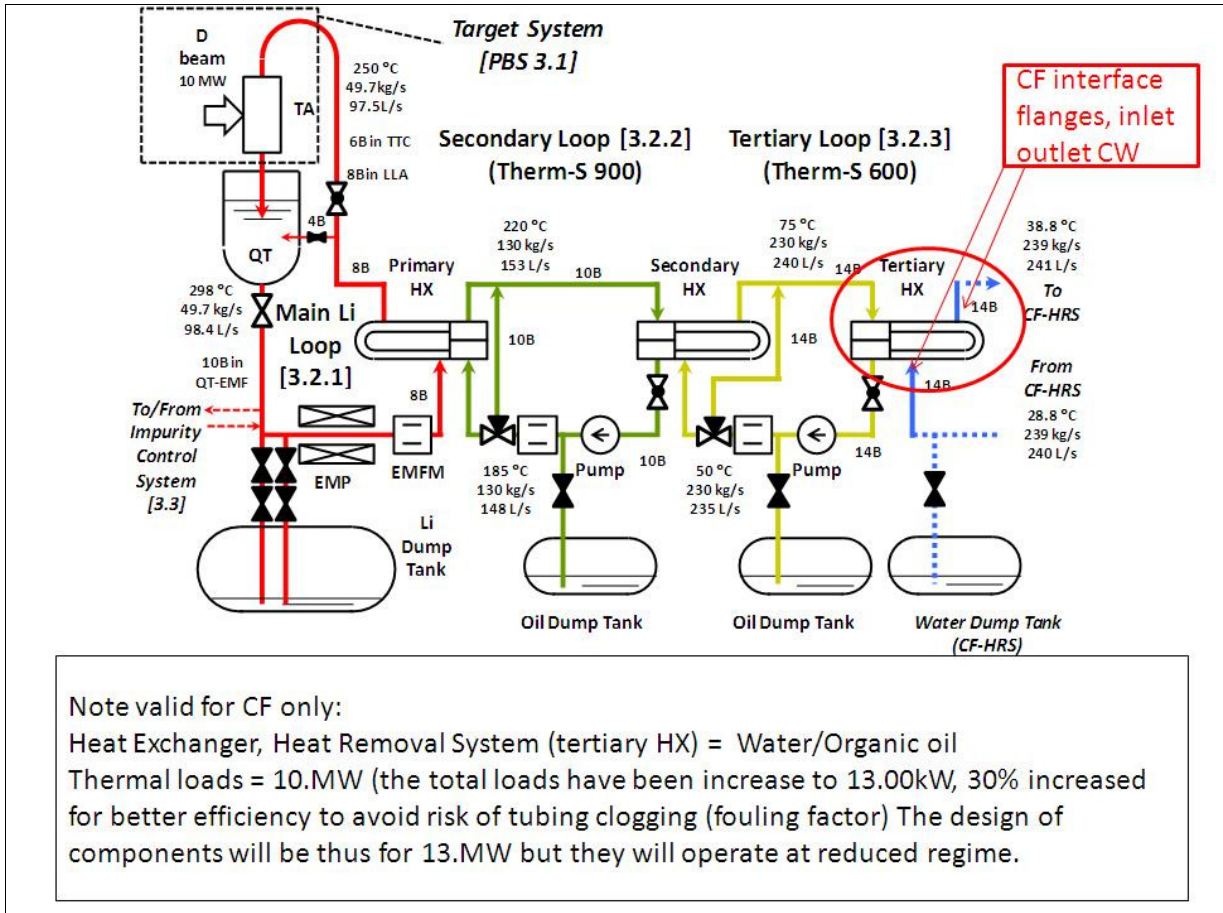 D
beam
10 MW
TA
Target System
[PBS 3.1]
250 °C
49.7kg/s
97.5L/s
6B in TTC
8Bin LLA
CF interface
flanges, inlet
outlet CW
Secondary Loop [3.2.2]
(Therm-S 900)
Tertiary Loop [3.2.3]
(Therm-S 600)
4B
QT
8B
Primary
HX
220 °C
130 kg/s
153 L/s
10B
Secondary
HX
75 °C
230 kg/s
240 L/s
14B
Tertiary
HX
38.8 °C
239 kg/s
241 L/s
To
CF-HRS
14B
298 °C
49.7 kg/s
98.4 L/s
Main Li
Loop
[3.2.1]
10B
14B
10B in
QT-EMF
8B
14B
From
CF-HRS
28.8 °C
239 kg/s
240 L/s
To/From
Impurity
Control
System
[3.3]
EMP
EMFM
185 °C
130 kg/s
148 L/s
Pump
10B
50 °C
230 kg/s
235 L/s
Pump
14B
Li
Dump
Tank
Oil Dump Tank
Oil Dump Tank
Water Dump Tank
(CF-HRS)
Note valid for CF only:
Heat Exchanger, Heat Removal System (tertiary HX) = Water/Organic oil
Thermal loads = 10.MW (the total loads have been increase to 13.00kW, 30% increased
for better efficiency to avoid risk of tubing clogging (fouling factor) The design of
components will be thus for 13.MW but they will operate at reduced regime.